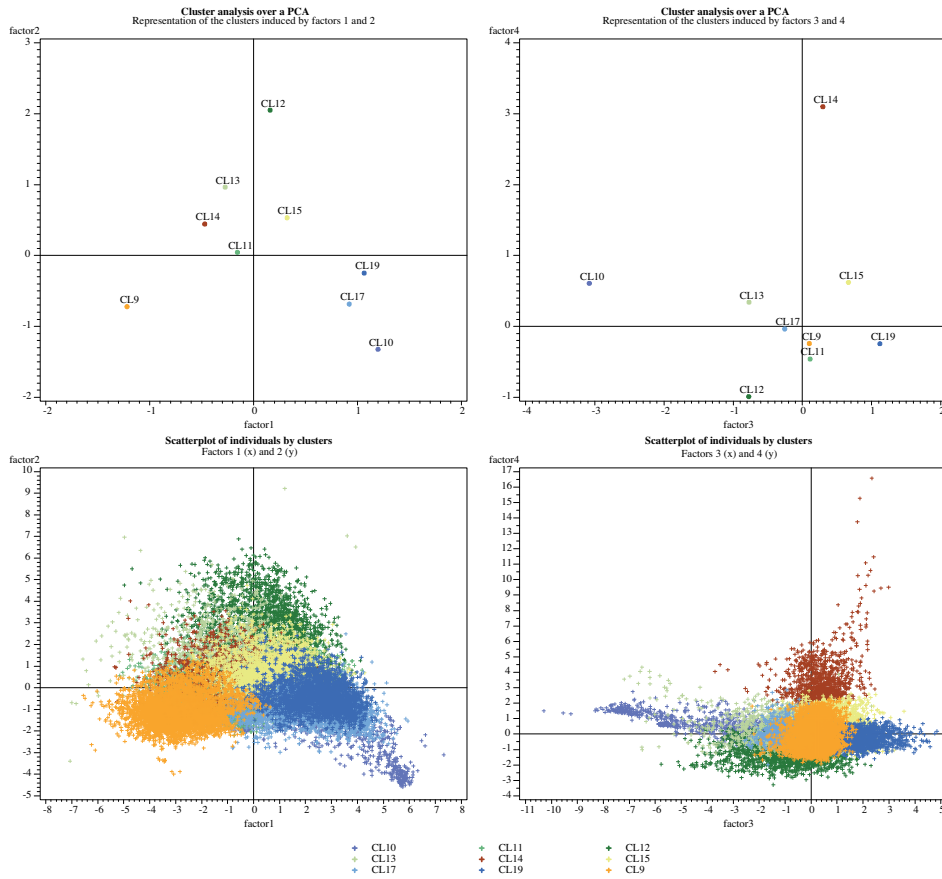 Cluster analysis over a PCA
Representation of the clusters induced by factors 1 and 2
factor2
3
2
1
0
-1
-2
CL12
CL13
CL15
CL14
CL11
CL19
CL9
CL17
CL10
-2
-1
0
1
2
factor1
Cluster analysis over a PCA
Representation of the clusters induced by factors 3 and 4
factor4
4
3
2
1
0
-1
CL14
CL10
CL15
CL13
CL17
CL9
CL19
CL11
CL12
-4
-3
-2
-1
0
1
2
factor3
Scatterplot of individuals by clusters
Factors 1 (x) and 2 (y)
factor2
10
9
8
7
6
5
4
3
2
1
0
-1
-2
-3
-4
-5
-8
-7
-6
-5
-4
-3
-2
-1
0
1
2
3
4
5
6
7
8
factor1
Scatterplot of individuals by clusters
Factors 3 (x) and 4 (y)
factor4
17
16
15
14
13
12
11
10
9
8
7
6
5
4
3
2
1
0
-1
-2
-3
-4
-11
-10
-9
-8
-7
-6
-5
-4
-3
-2
-1
0
1
2
3
4
5
factor3
CL10 CL11 CL12
CL13 CL14 CL15
CL17 CL19 CL9